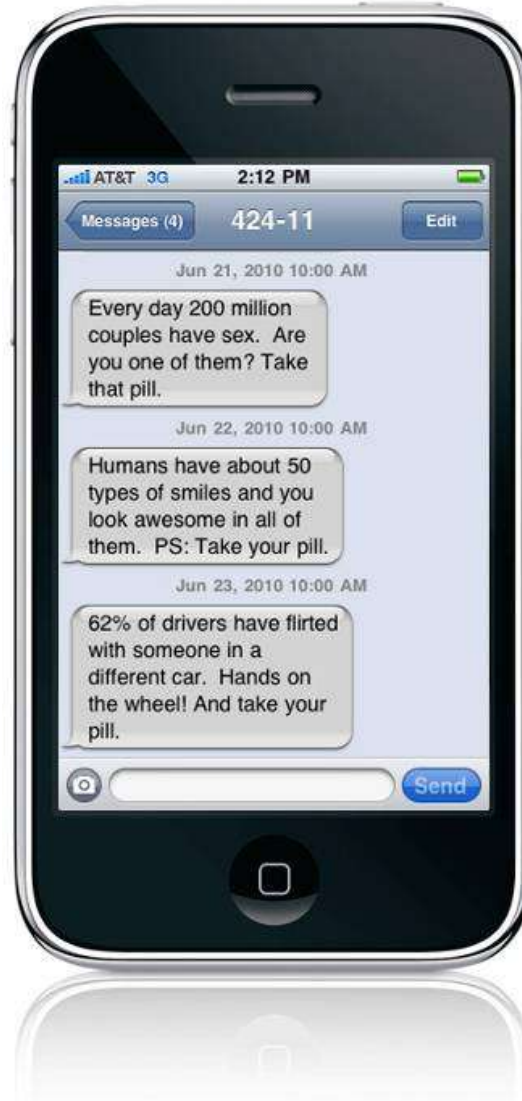 AT&T 3G 2:12 PM
Messages (4) 424-11 Edit
Jun 21, 2010 10:00 AM
Every day 200 million
couples have sex. Are
you one of them? Take
that pill.
Jun 22, 2010 10:00 AM
Humans have about 50
types of smiles and you
look awesome in all of
them. PS: Take your pill.
Jun 23, 2010 10:00 AM
62% of drivers have flirted
with someone in a
different car. Hands on
the wheel! And take your
pill.
Send